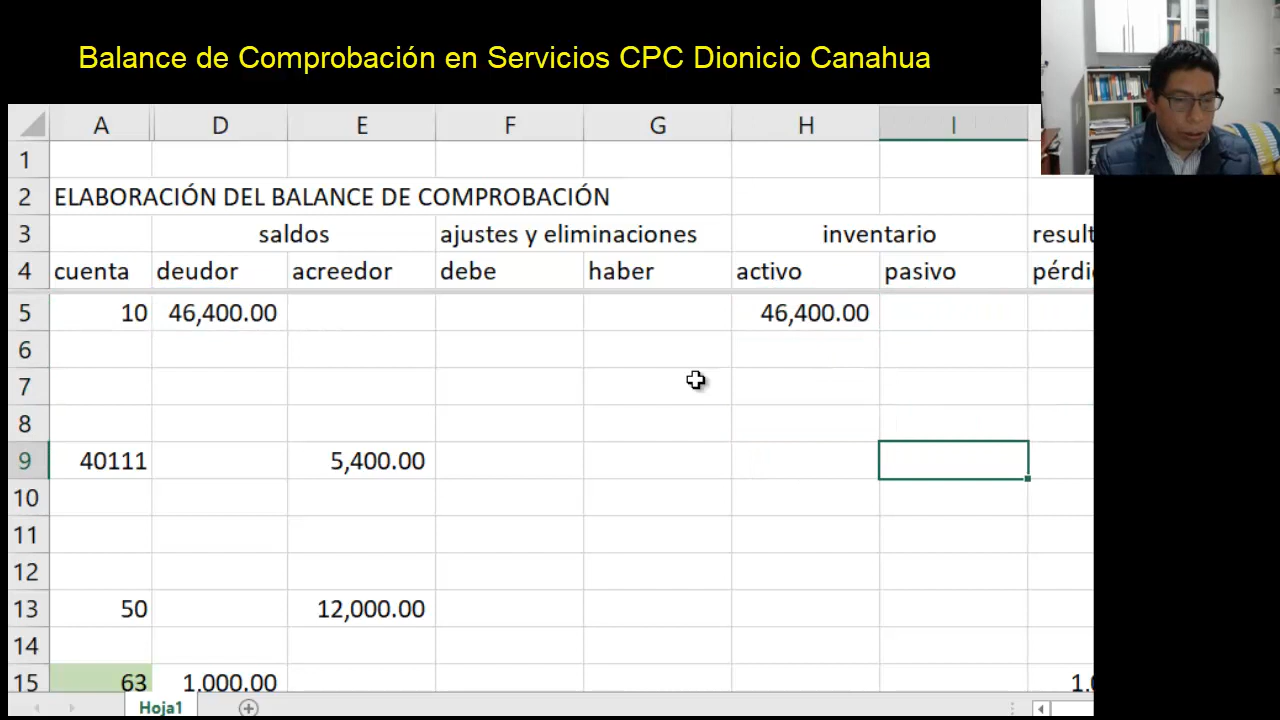 Balance de Comprobación en Servicios CPC Dionicio Canahua
A D E F G H I
1
2 ELABORACIÓN DEL BALANCE DE COMPROBACIÓN
3 saldos ajustes y eliminaciones inventario result
4 cuenta deudor acreedor debe haber activo pasivo pérdi
5 10 46,400.00 46,400.00
6
7
8
9 40111 5,400.00
10
11
12
13 50 12,000.00
14
15 63 1,000.00 1,
Hoja1